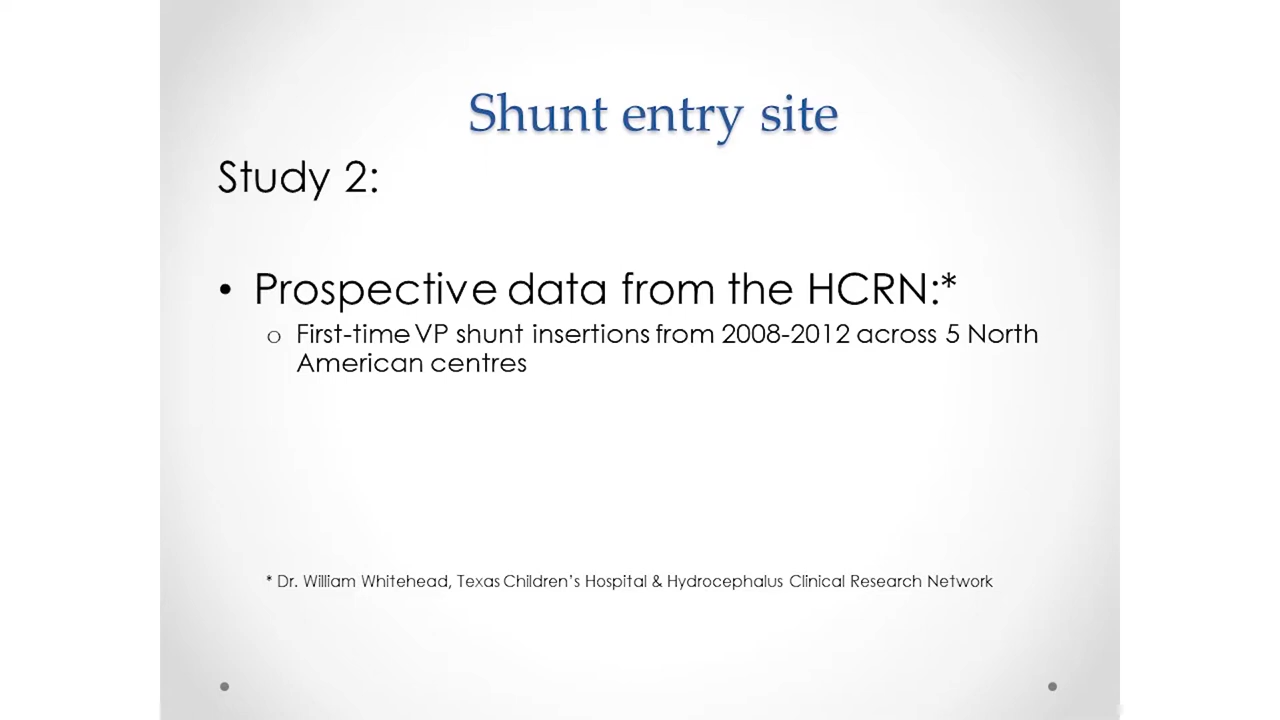 Shunt entry site
Study 2:
• Prospective data from the HCRN:*
o First-time VP shunt insertions from 2008-2012 across 5 North
American centres
* Dr. William Whitehead, Texas Children’s Hospital & Hydrocephalus Clinical Research Network